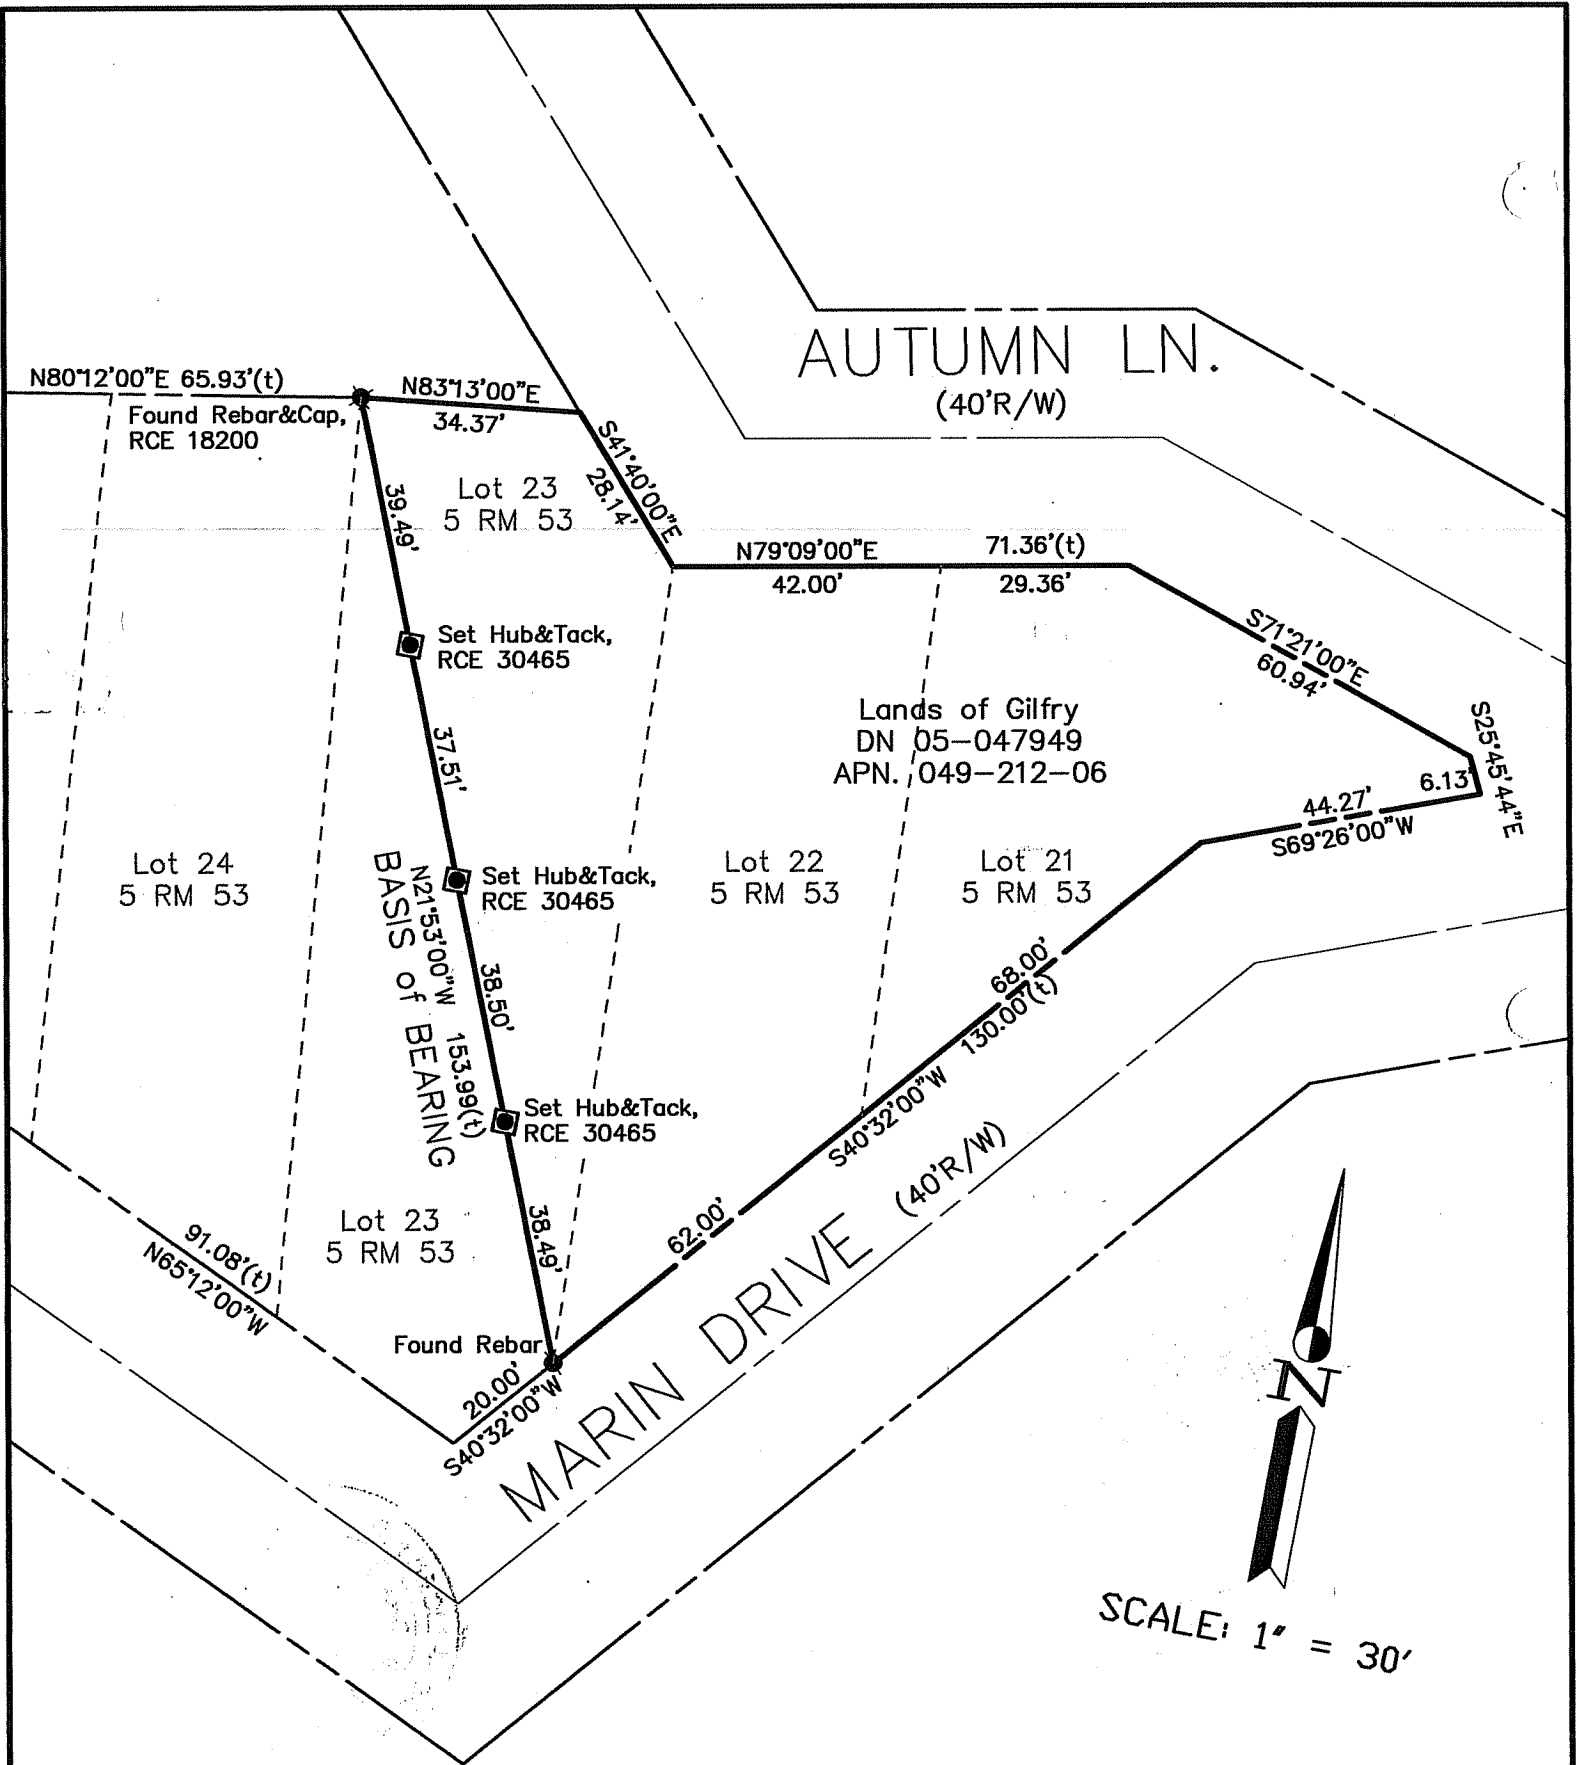 AUTUMN LN.
(40'R/W)
N80°12'00"E 65.93'(t)
Found Rebar&Cap,
RCE 18200
N83°13'00"E
34.37'
S41°40'00"E
28.14'
39.49'
Lot 23
5 RM 53
N79°09'00"E
42.00'
71.36'(t)
29.36'
S71°21'00"E
60.94'
Set Hub&Tack,
RCE 30465
37.51'
Lands of Gilfry
DN 05-047949
APN. 049-212-06
S25°45'44"E
6.13'
44.27'
S69°26'00"W
Lot 24
5 RM 53
Set Hub&Tack,
RCE 30465
Lot 22
5 RM 53
Lot 21
5 RM 53
N21°53'00"W 153.99(t)
BASIS of BEARING
38.50'
68.00'
130.00'(t)
S40°32'00"W
Set Hub&Tack,
RCE 30465
38.49'
62.00'
Lot 23
5 RM 53
91.08'(t)
N65°12'00"W
Found Rebar
20.00'
S40°32'00"W
MARIN DRIVE (40'R/W)
N
SCALE: 1" = 30'